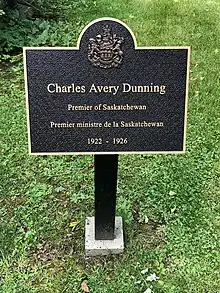 Charles Avery Dunning
Premier of Saskatchewan
Premier ministre de la Saskatchewan
1922 - 1926